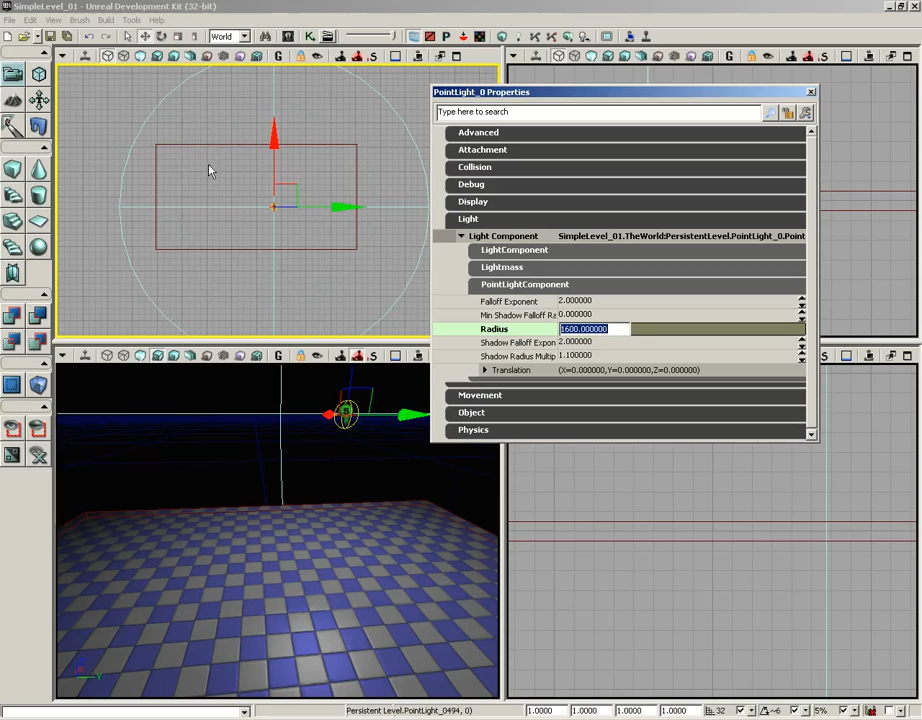 SimpleLevel_01 - Unreal Development Kit (32-bit)
File Edit View Brush Build Tools Help
World
G
P
K
S
PointLight_0 Properties
Type here to search
Advanced
Attachment
Collision
Debug
Display
Light
Light Component SimpleLevel_01.TheWorld:PersistentLevel.PointLight_0.Point
LightComponent
Lightmass
PointLightComponent
Falloff Exponent 2.000000
Min Shadow Falloff Ra 0.000000
Radius 1600.000000
Shadow Falloff Expon 2.000000
Shadow Radius Multip 1.100000
Translation (X=0.000000,Y=0.000000,Z=0.000000)
Movement
Object
Physics
G
S
Persistent Level.PointLight_0494, 0) 1.0000 1.0000 1.0000 1.0000 32 ~6 5%